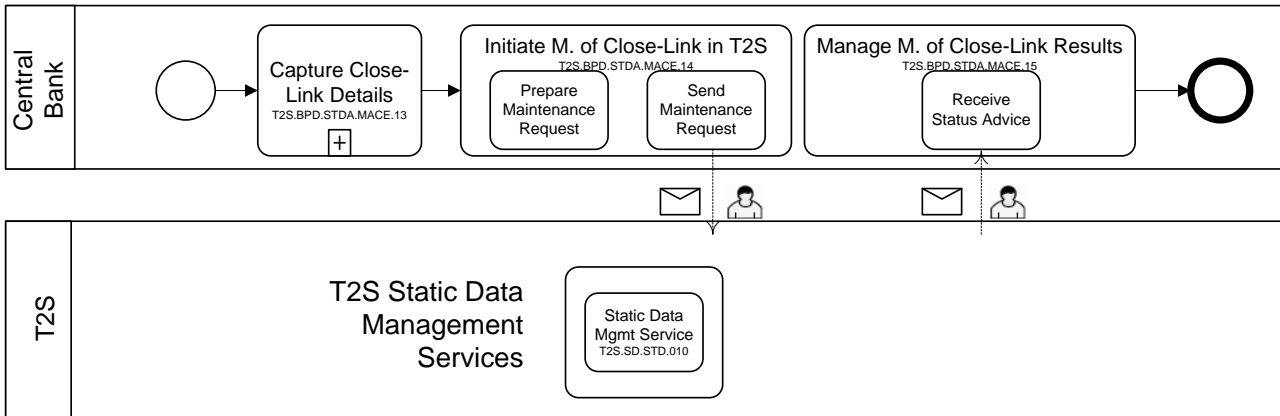 Central
Bank
Capture Close-
Link Details
T2S.BPD.STDA.MACE.13
+
Initiate M. of Close-Link in T2S
T2S.BPD.STDA.MACE.14
Prepare
Maintenance
Request
Send
Maintenance
Request
Manage M. of Close-Link Results
T2S.BPD.STDA.MACE.15
Receive
Status Advice
T2S
T2S Static Data
Management
Services
Static Data
Mgmt Service
T2S.SD.STD.010